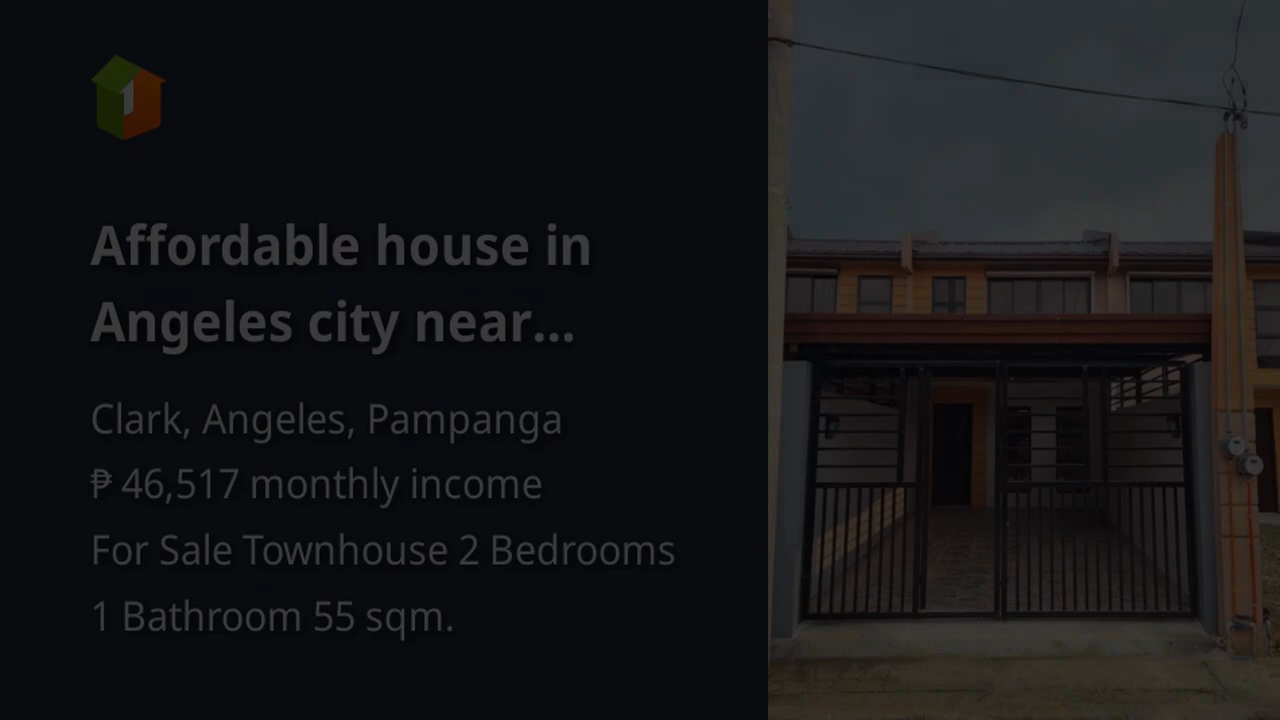 Affordable house in
Angeles city near...
Clark, Angeles, Pampanga
₱ 46,517 monthly income
For Sale Townhouse 2 Bedrooms
1 Bathroom 55 sqm.